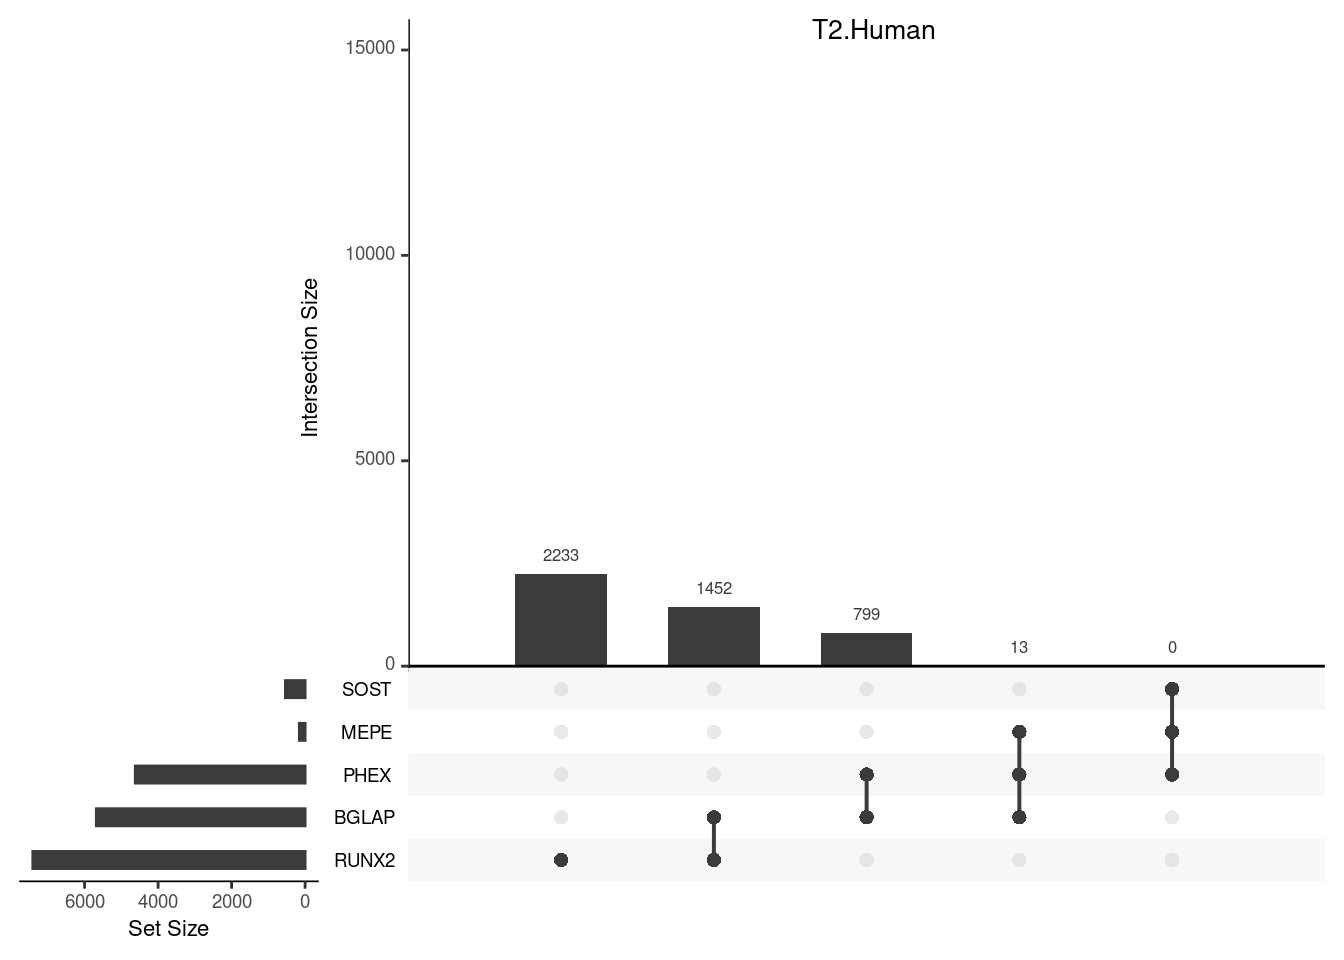 T2.Human
15000
10000
5000
0
Intersection Size
2233
1452
799
13
0
SOST
MEPE
PHEX
BGLAP
RUNX2
6000 4000 2000 0
Set Size